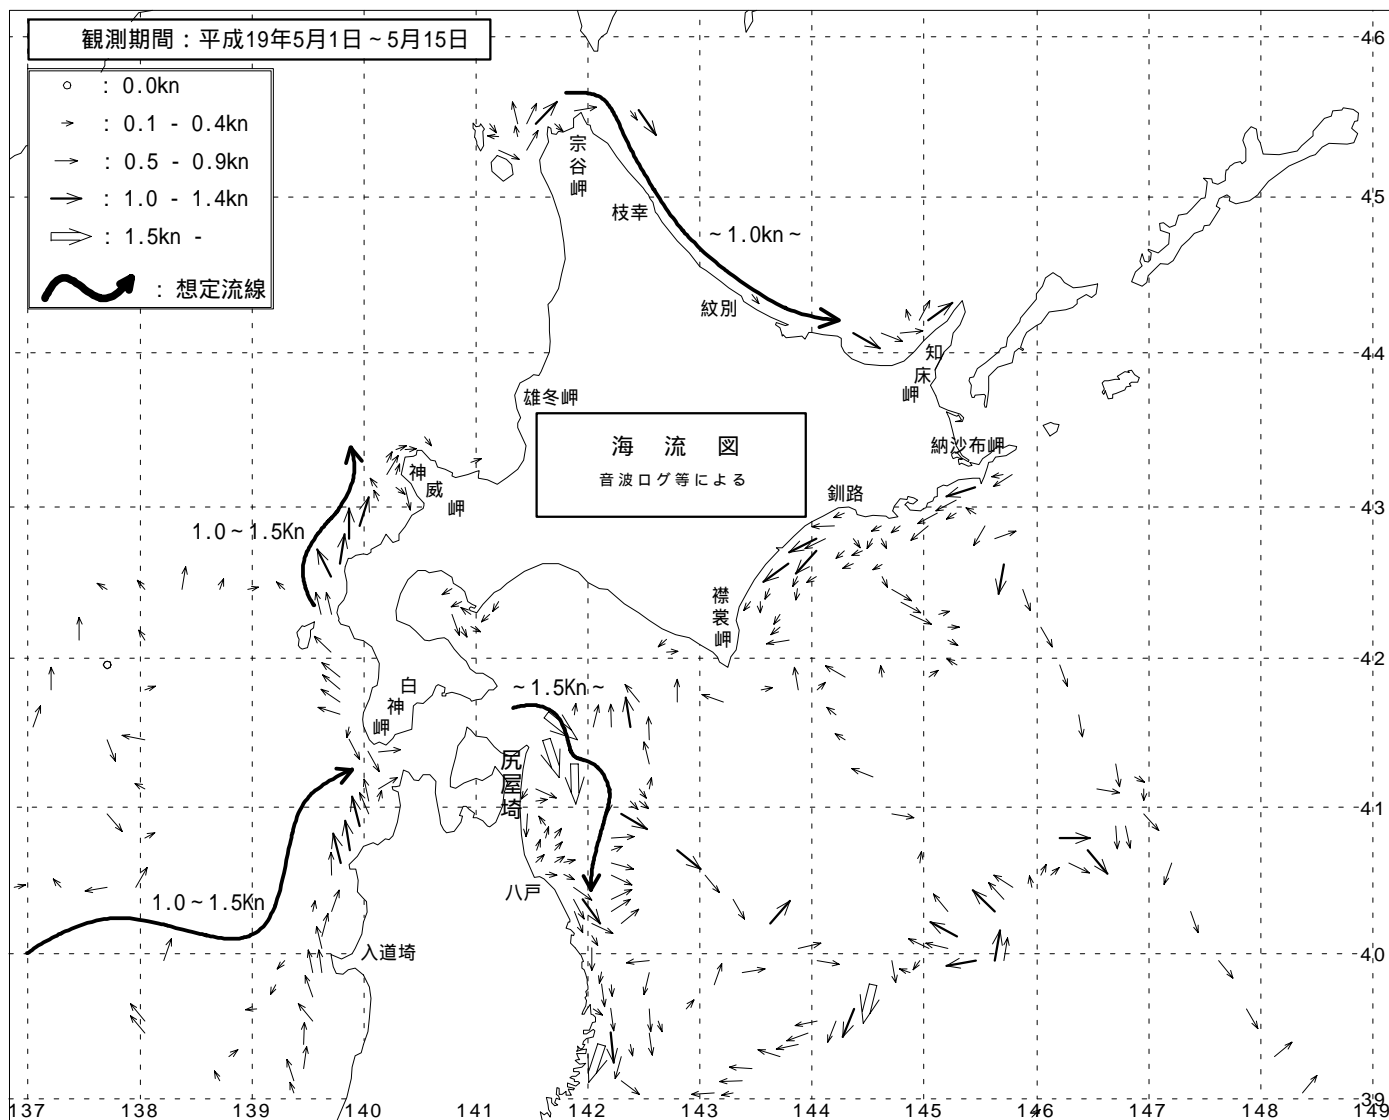 観測期間：平成19年5月1日～5月15日
：0.0kn
：0.1 - 0.4kn
：0.5 - 0.9kn
：1.0 - 1.4kn
：1.5kn -
：想定流線
宗谷岬
枝幸
～1.0kn～
紋別
知床岬
雄冬岬
海 流 図
音波ログ等による
納沙布岬
神威岬
釧路
1.0～1.5Kn
襟裳岬
白神岬
～1.5Kn～
尻屋埼
八戸
1.0～1.5Kn
入道埼
46
45
44
43
42
41
40
39
137 138 139 140 141 142 143 144 145 146 147 148 149